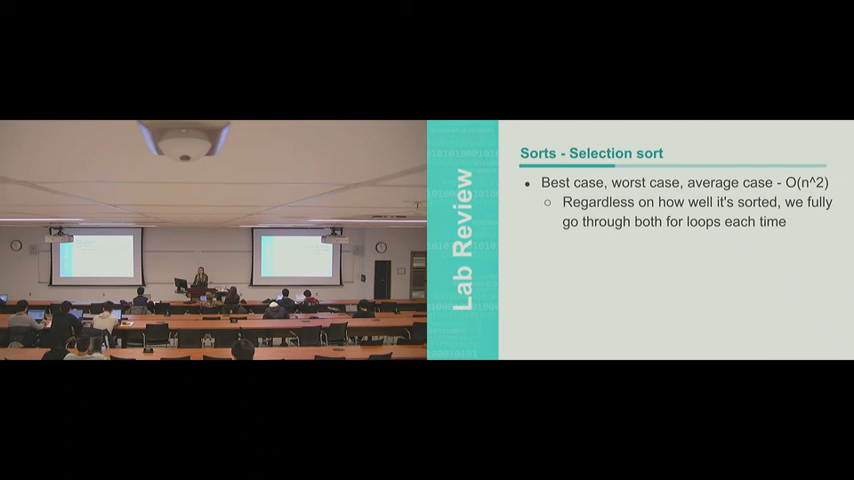 Lab Review
Sorts - Selection sort
Best case, worst case, average case - O(n^2)
Regardless on how well it's sorted, we fully
go through both for loops each time